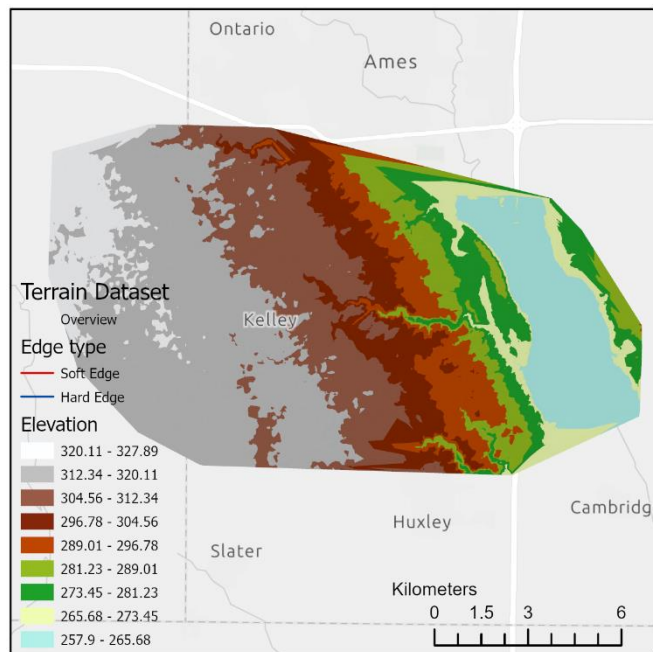 Ontario
Ames
Kelley
Huxley
Slater
Cambridg
Terrain Dataset
Overview
Edge type
Soft Edge
Hard Edge
Elevation
320.11 - 327.89
312.34 - 320.11
304.56 - 312.34
296.78 - 304.56
289.01 - 296.78
281.23 - 289.01
273.45 - 281.23
265.68 - 273.45
257.9 - 265.68
Kilometers
0 1.5 3 6